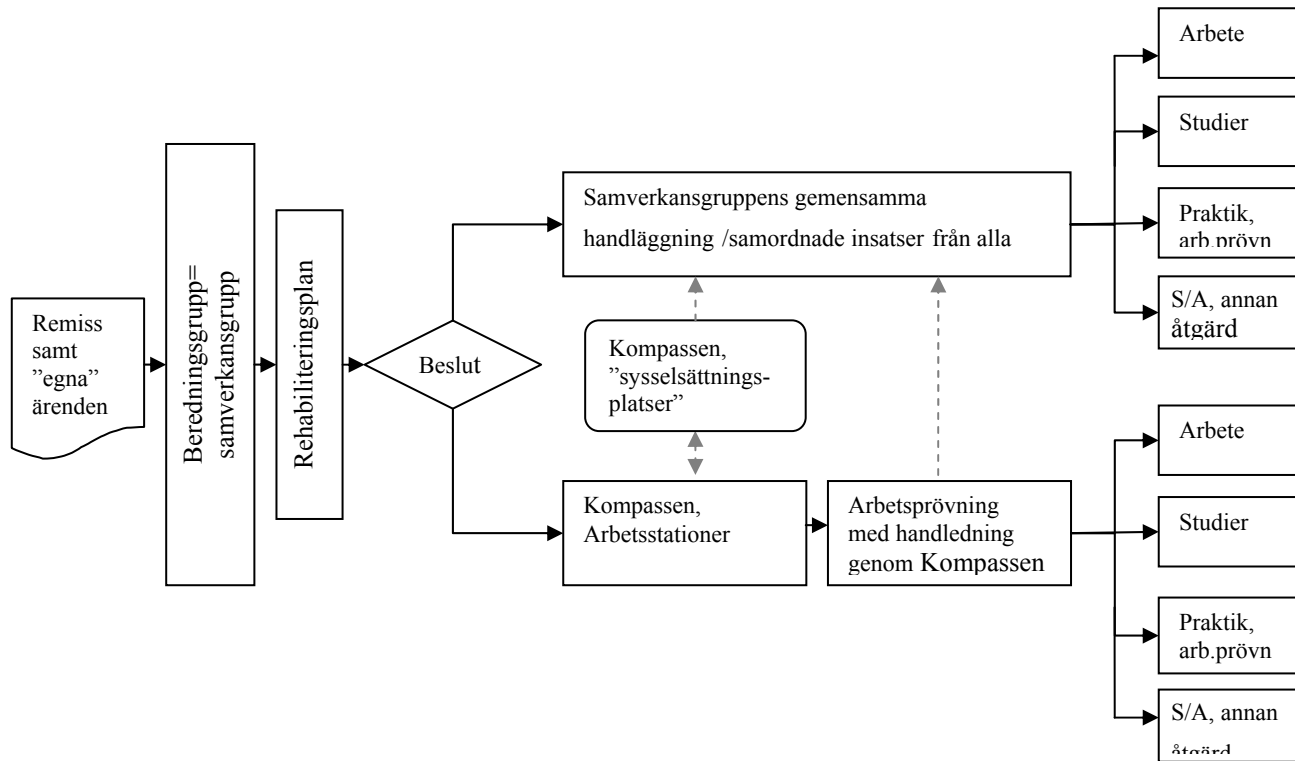 Remiss
samt
”egna”
ärenden
Beredningsgrupp=
samverkansgrupp
Rehabiliteringsplan
Beslut
Samverkansgruppens gemensamma
handläggning /samordnade insatser från alla
Kompassen,
”sysselsättnings-
platser”
Kompassen,
Arbetsstationer
Arbetsprövning
med handledning
genom Kompassen
Arbete
Studier
Praktik,
arb.prövn
S/A, annan
åtgärd
Arbete
Studier
Praktik,
arb.prövn
S/A, annan
åtgärd